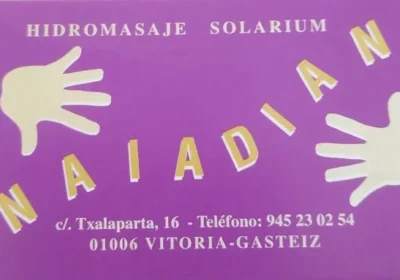 HIDROMASAJE SOLARIUM
NAIADIAN
c/. Txalaparta, 16 - Teléfono: 945 23 02 54
01006 VITORIA-GASTEIZ